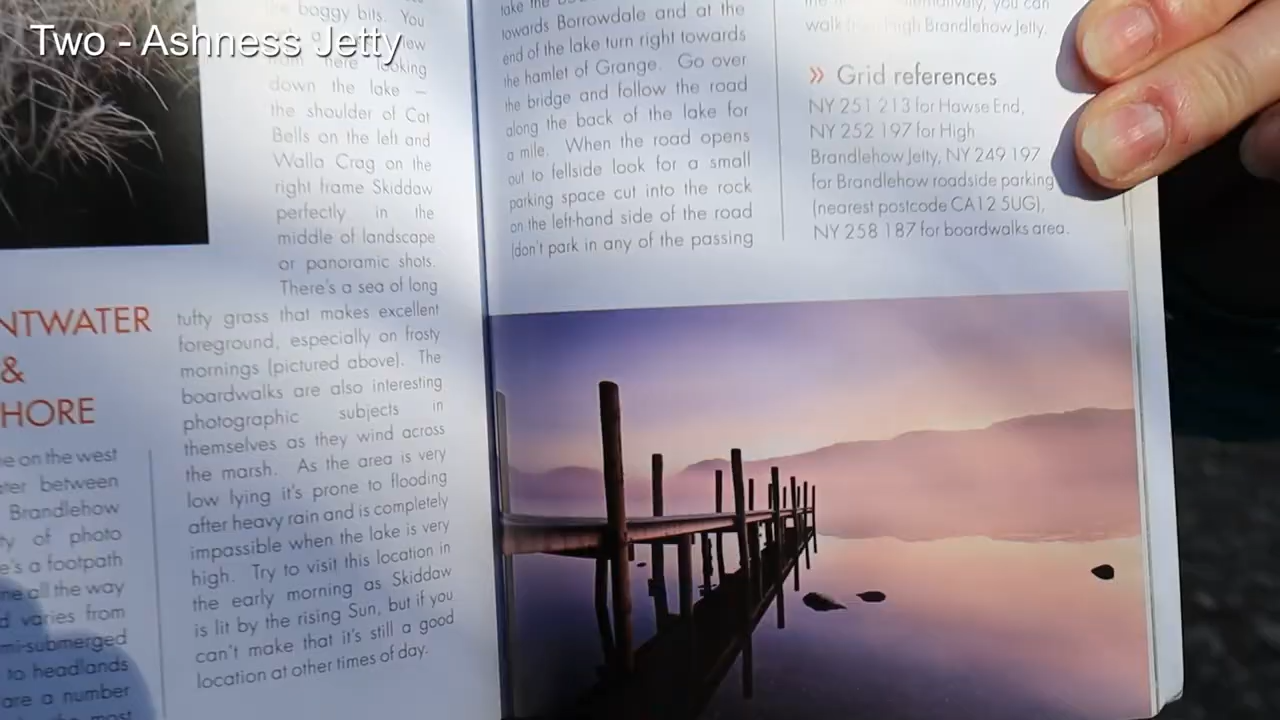 Two - Ashness Jetty
boggy bits. You
from here looking
down the lake –
the shoulder of Cat
Bells on the left and
Walla Crag on the
right frame Skiddaw
perfectly in the
middle of landscape
or panoramic shots.
There's a sea of long
tufty grass that makes excellent
foreground, especially on frosty
mornings (pictured above). The
boardwalks are also interesting
photographic subjects in
themselves as they wind across
the marsh. As the area is very
low lying it's prone to flooding
after heavy rain and is completely
impassible when the lake is very
high. Try to visit this location in
the early morning as Skiddaw
is lit by the rising Sun, but if you
can't make that it's still a good
location at other times of day.
NTWATER
&
HORE
e on the west
ter between
Brandlehow
ty of photo
e's a footpath
ne all the way
d varies from
mi-submerged
to headlands
are a number
most
lake the
towards Borrowdale and at the
end of the lake turn right towards
the hamlet of Grange. Go over
the bridge and follow the road
along the back of the lake for
a mile. When the road opens
out to fellside look for a small
parking space cut into the rock
on the left-hand side of the road
(don't park in any of the passing
you can
walk from High Brandlehow Jetty.
» Grid references
NY 251 213 for Hawse End,
NY 252 197 for High
Brandlehow Jetty, NY 249 197
for Brandlehow roadside parking
(nearest postcode CA12 5UG),
NY 258 187 for boardwalks area.